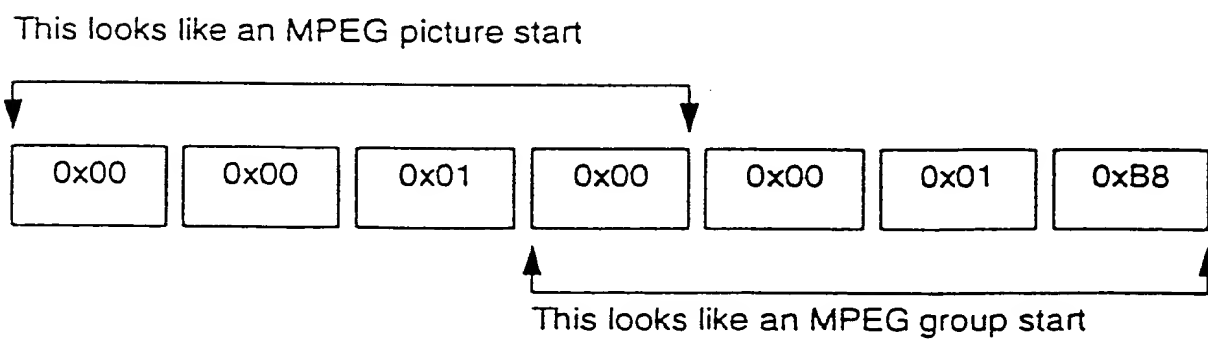 This looks like an MPEG picture start
0x00 0x00 0x01 0x00 0x00 0x01 0xB8
This looks like an MPEG group start